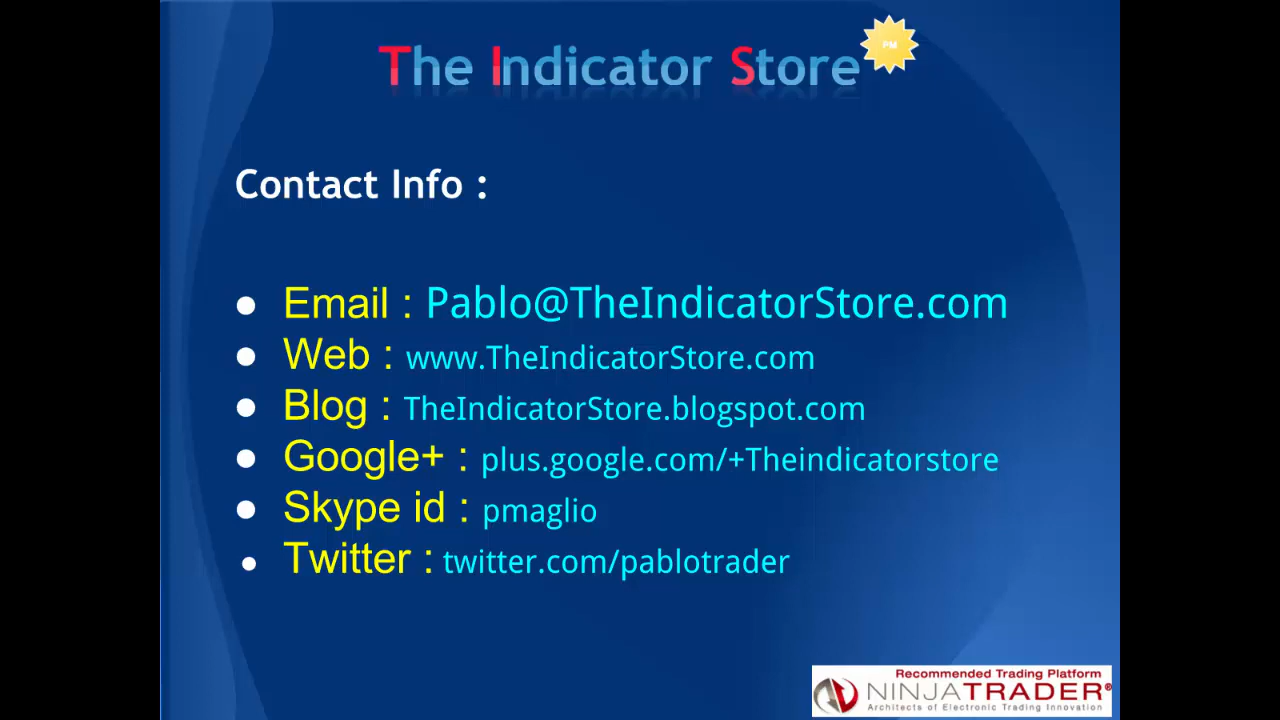 The Indicator Store
PM
Contact Info :
● Email : Pablo@TheIndicatorStore.com
● Web : www.TheIndicatorStore.com
● Blog : TheIndicatorStore.blogspot.com
● Google+ : plus.google.com/+Theindicatorstore
● Skype id : pmaglio
● Twitter : twitter.com/pablotrader
Recommended Trading Platform
NINJATRADER®
Architects of Electronic Trading Innovation